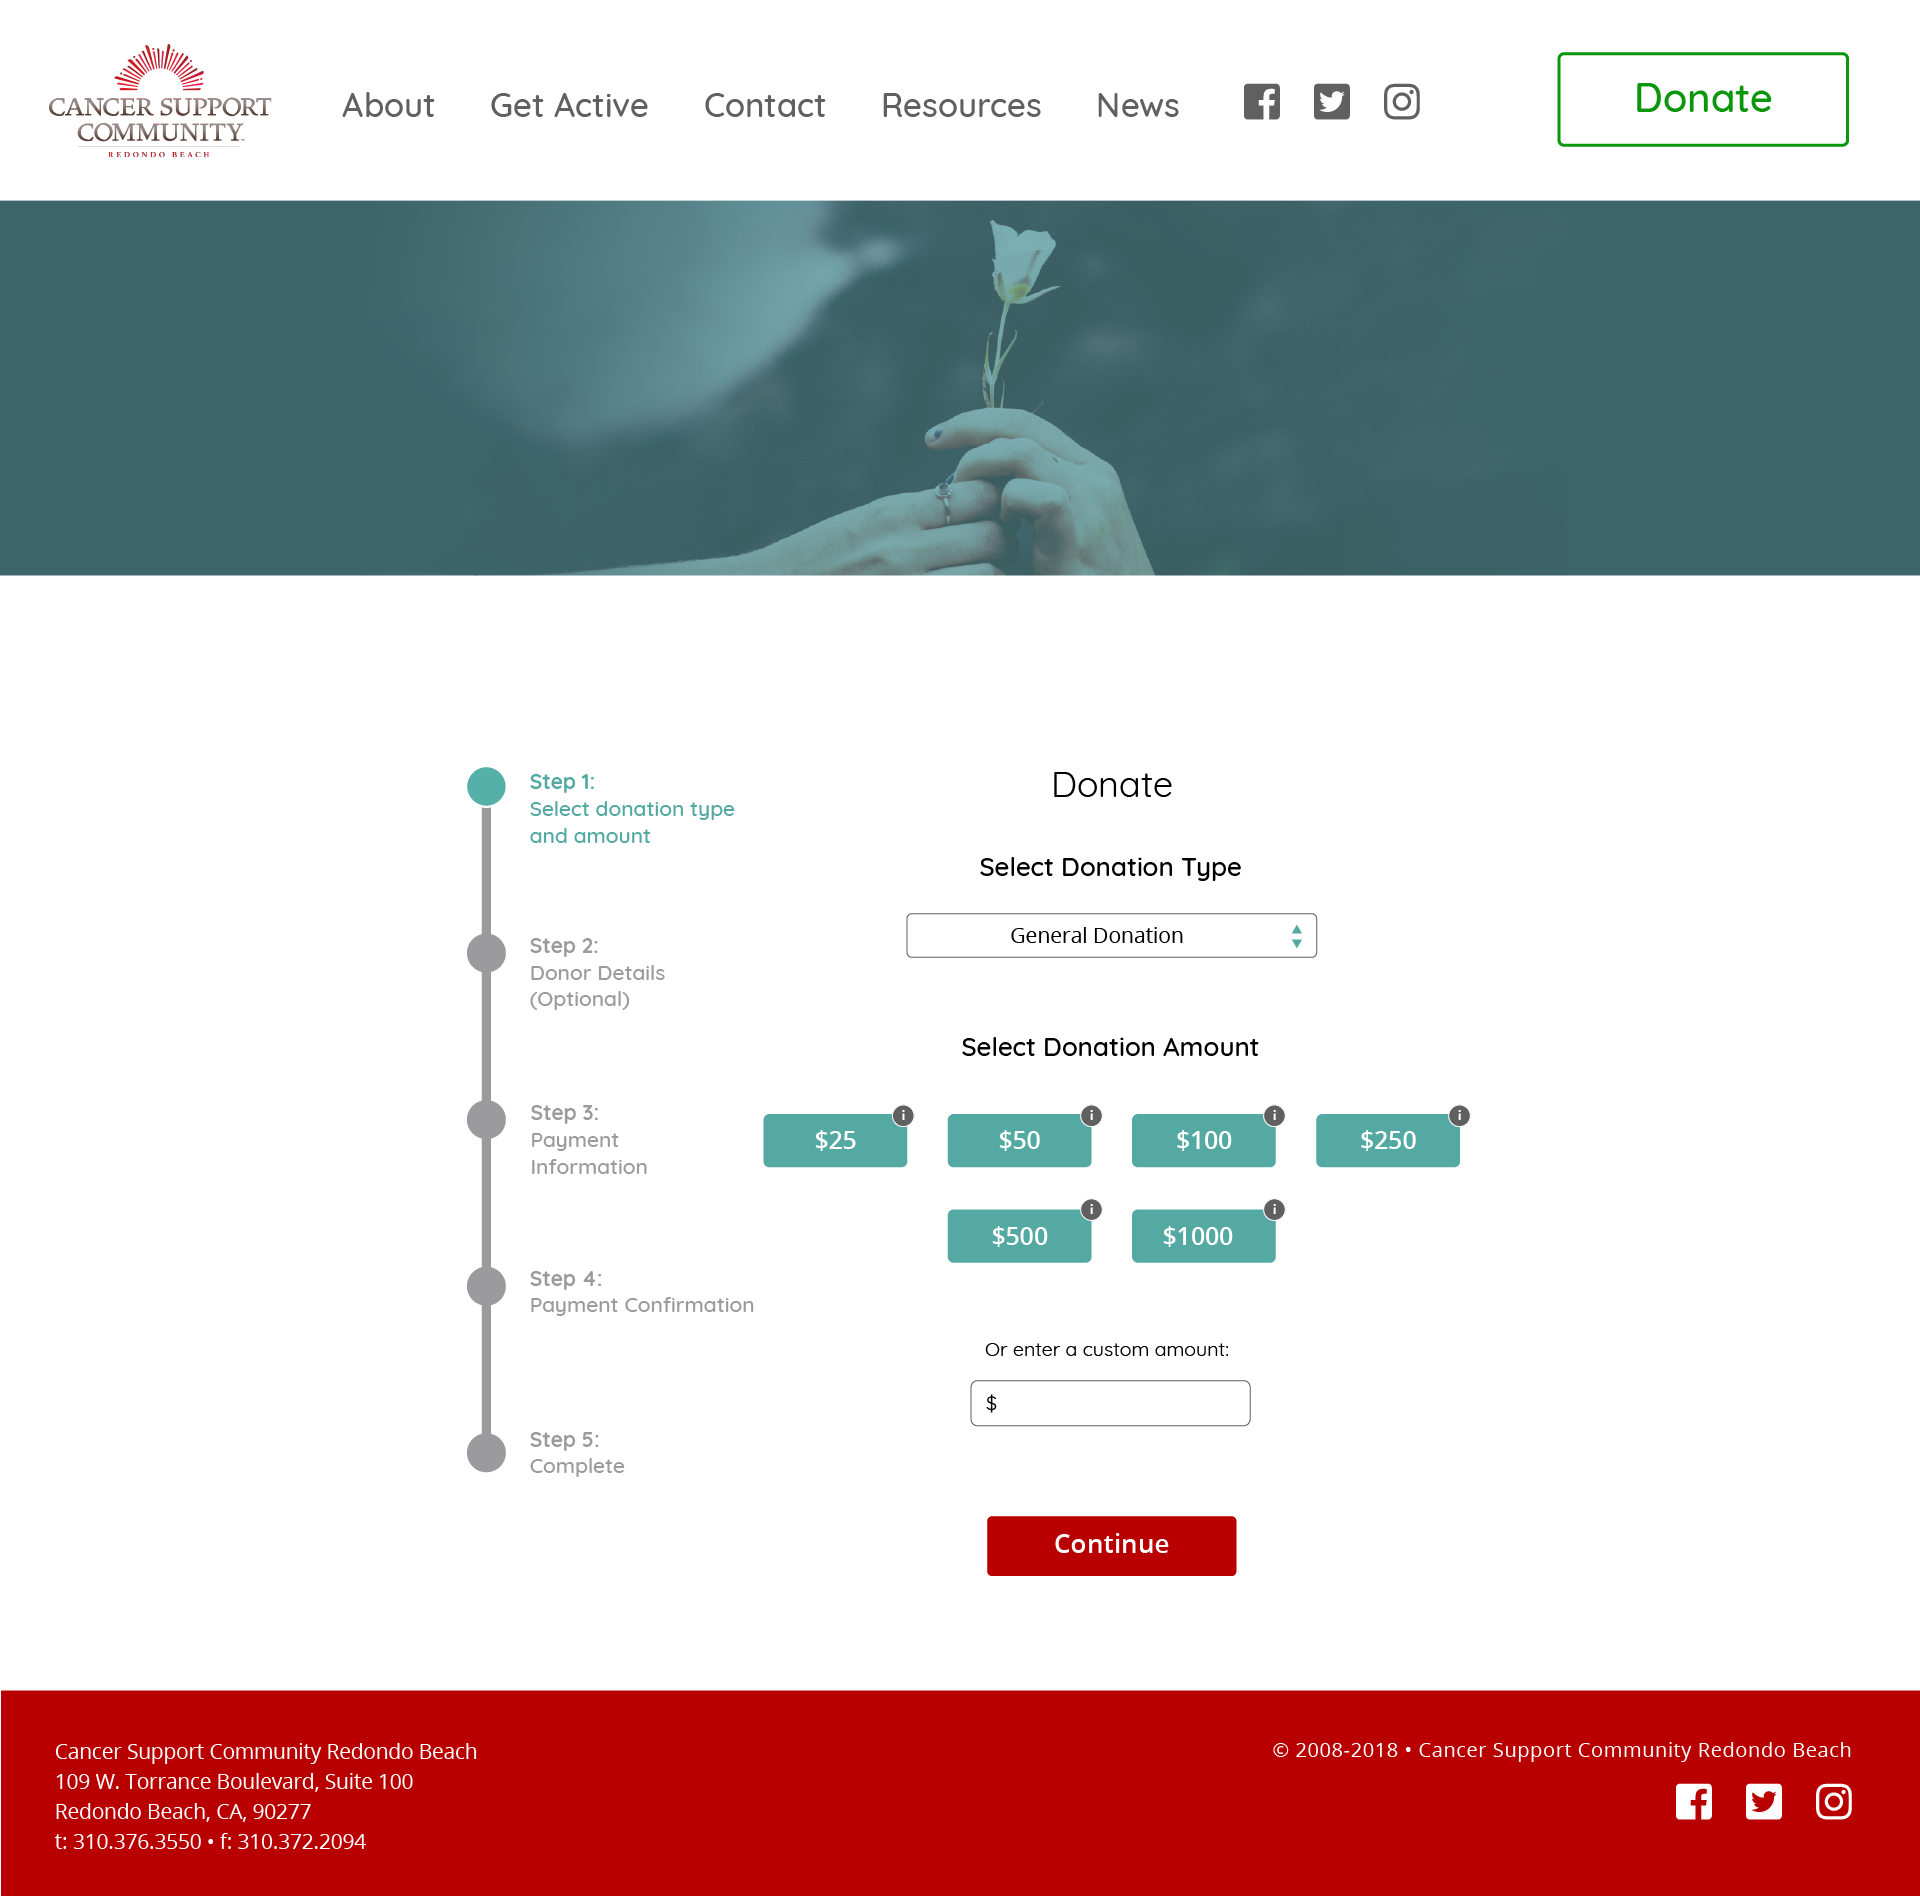 CANCER SUPPORT
COMMUNITY
REDONDO BEACH
About
Get Active
Contact
Resources
News
Donate
Step 1:
Select donation type
and amount
Step 2:
Donor Details
(Optional)
Step 3:
Payment
Information
Step 4:
Payment Confirmation
Step 5:
Complete
Donate
Select Donation Type
General Donation
Select Donation Amount
$25
i
$50
i
$100
i
$250
i
$500
i
$1000
i
Or enter a custom amount:
$
Continue
Cancer Support Community Redondo Beach
109 W. Torrance Boulevard, Suite 100
Redondo Beach, CA, 90277
t: 310.376.3550 • f: 310.372.2094
© 2008-2018 • Cancer Support Community Redondo Beach